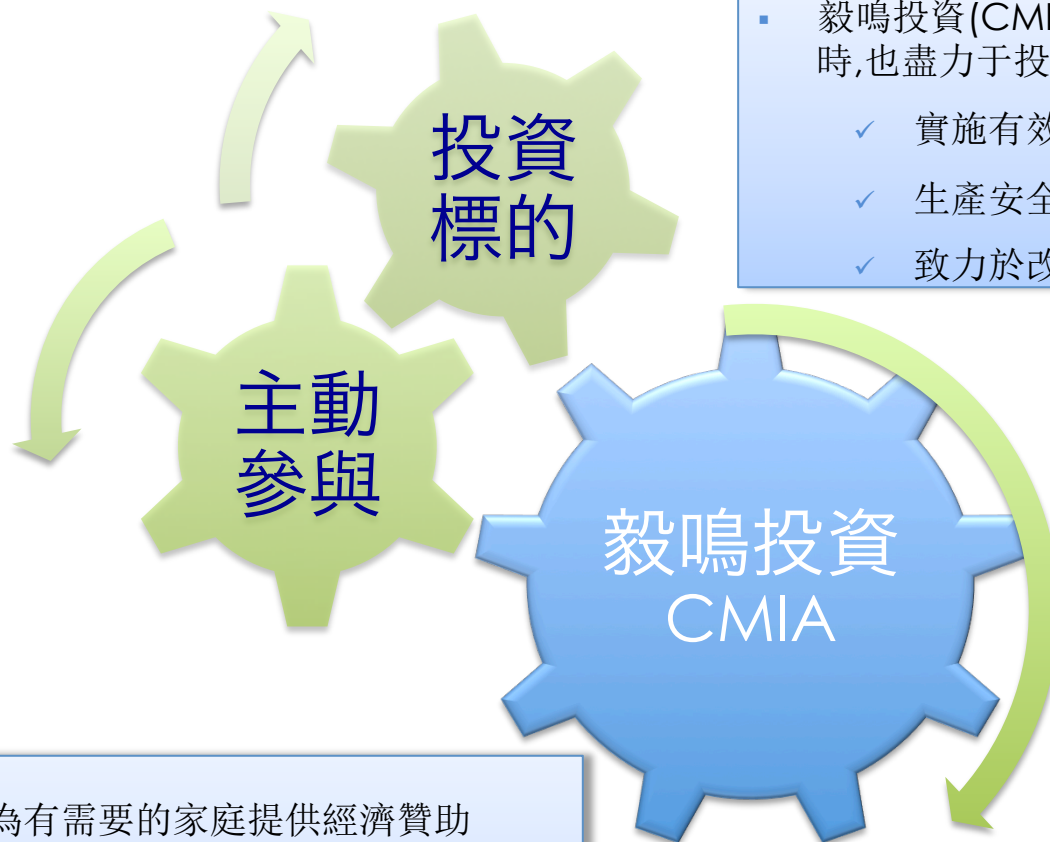 毅鳴投資(CMI
時,也盡力于投
實施有效
生產安全
致力於改
投資
標的
主動
參與
毅鳴投資
CMIA
為有需要的家庭提供經濟贊助